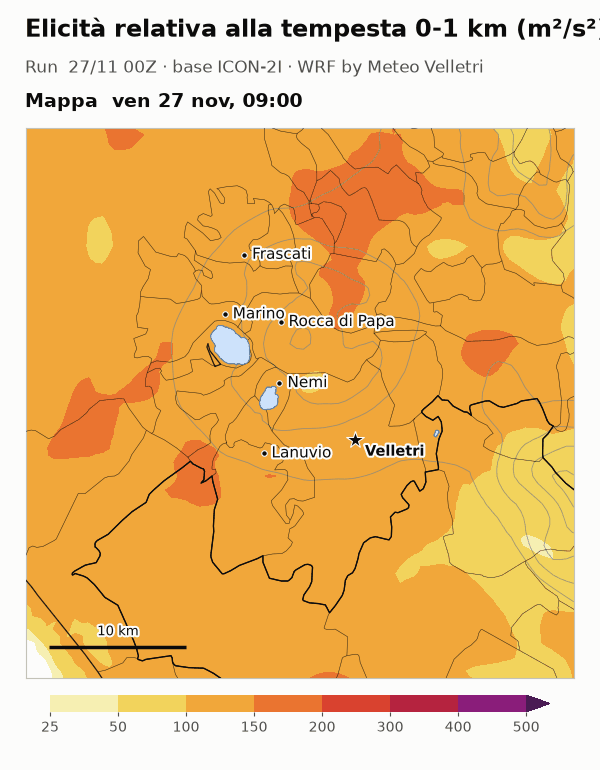 Elicità relativa alla tempesta 0-1 km (m²/s²)
Run  27/11 00Z · base ICON-2I · WRF by Meteo Velletri
Mappa  ven 27 nov, 09:00
Frascati
Marino
Rocca di Papa
Nemi
Velletri
Lanuvio
10 km
25 50 100 150 200 300 400 500